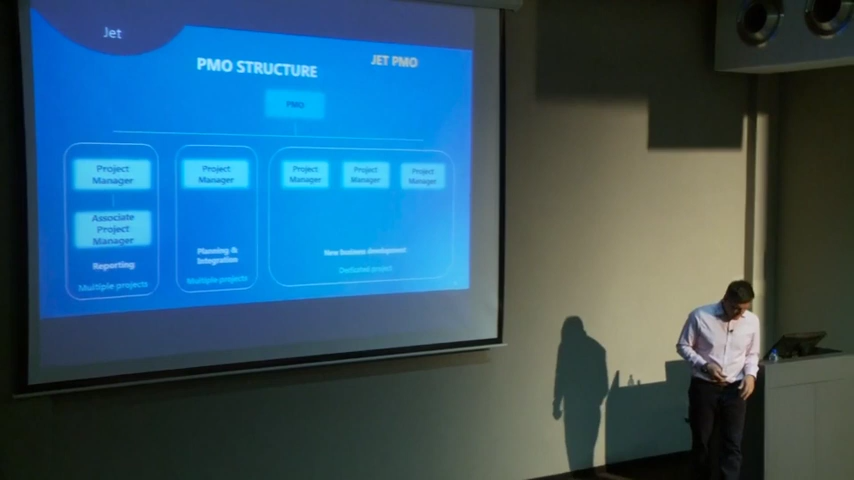 Jet
PMO STRUCTURE
JET PMO
PMO
Project
Manager
Associate
Project
Manager
Reporting
Multiple projects
Project
Manager
Planning &
Integration
Multiple projects
Project
Manager
Project
Manager
Project
Manager
New business development
Dedicated project